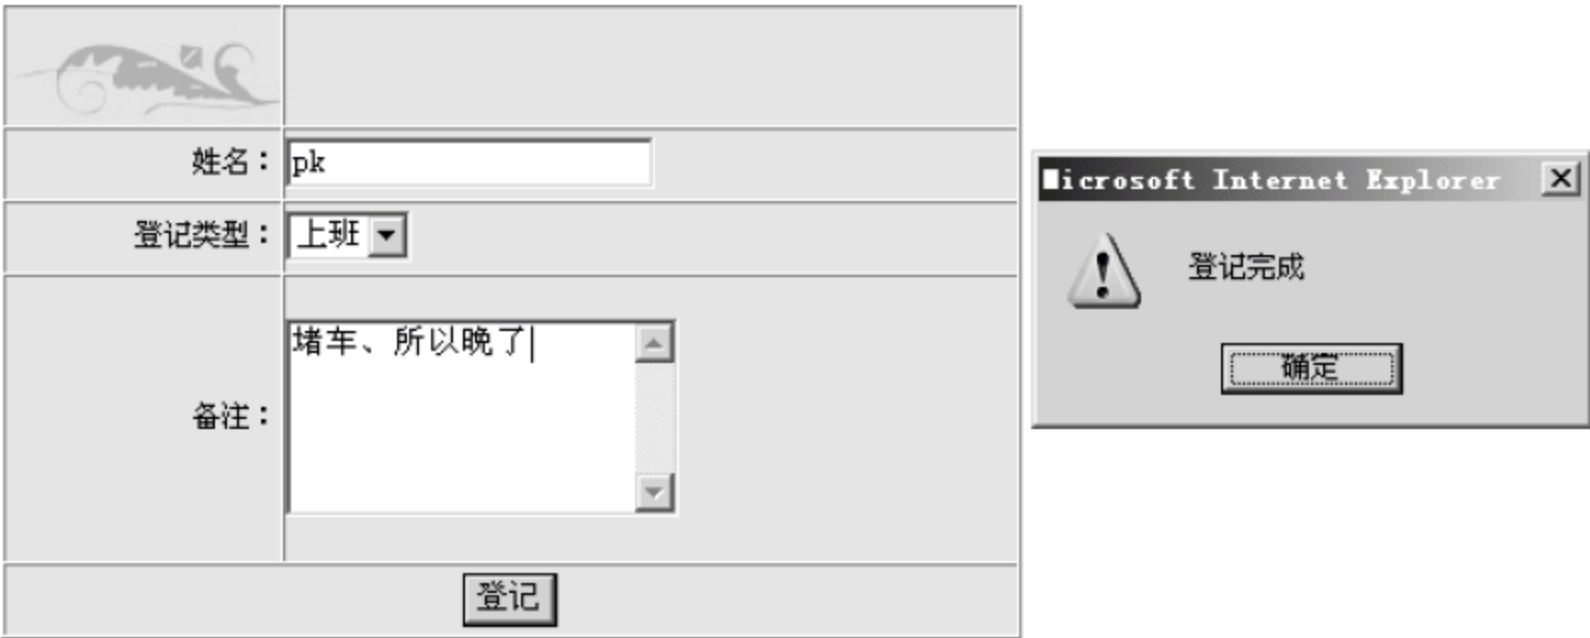 姓名：pk
登记类型：上班
备注：堵车、所以晚了
登记
Microsoft Internet Explorer
登记完成
确定